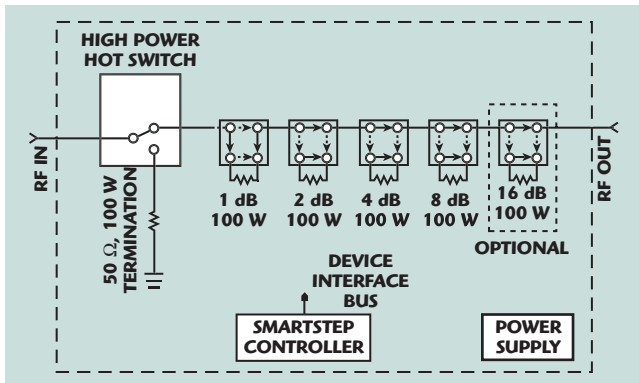 HIGH POWER
HOT SWITCH
RF IN
50 Ω, 100 W
TERMINATION
1 dB
100 W
2 dB
100 W
4 dB
100 W
8 dB
100 W
16 dB
100 W
OPTIONAL
RF OUT
DEVICE
INTERFACE
BUS
SMARTSTEP
CONTROLLER
POWER
SUPPLY